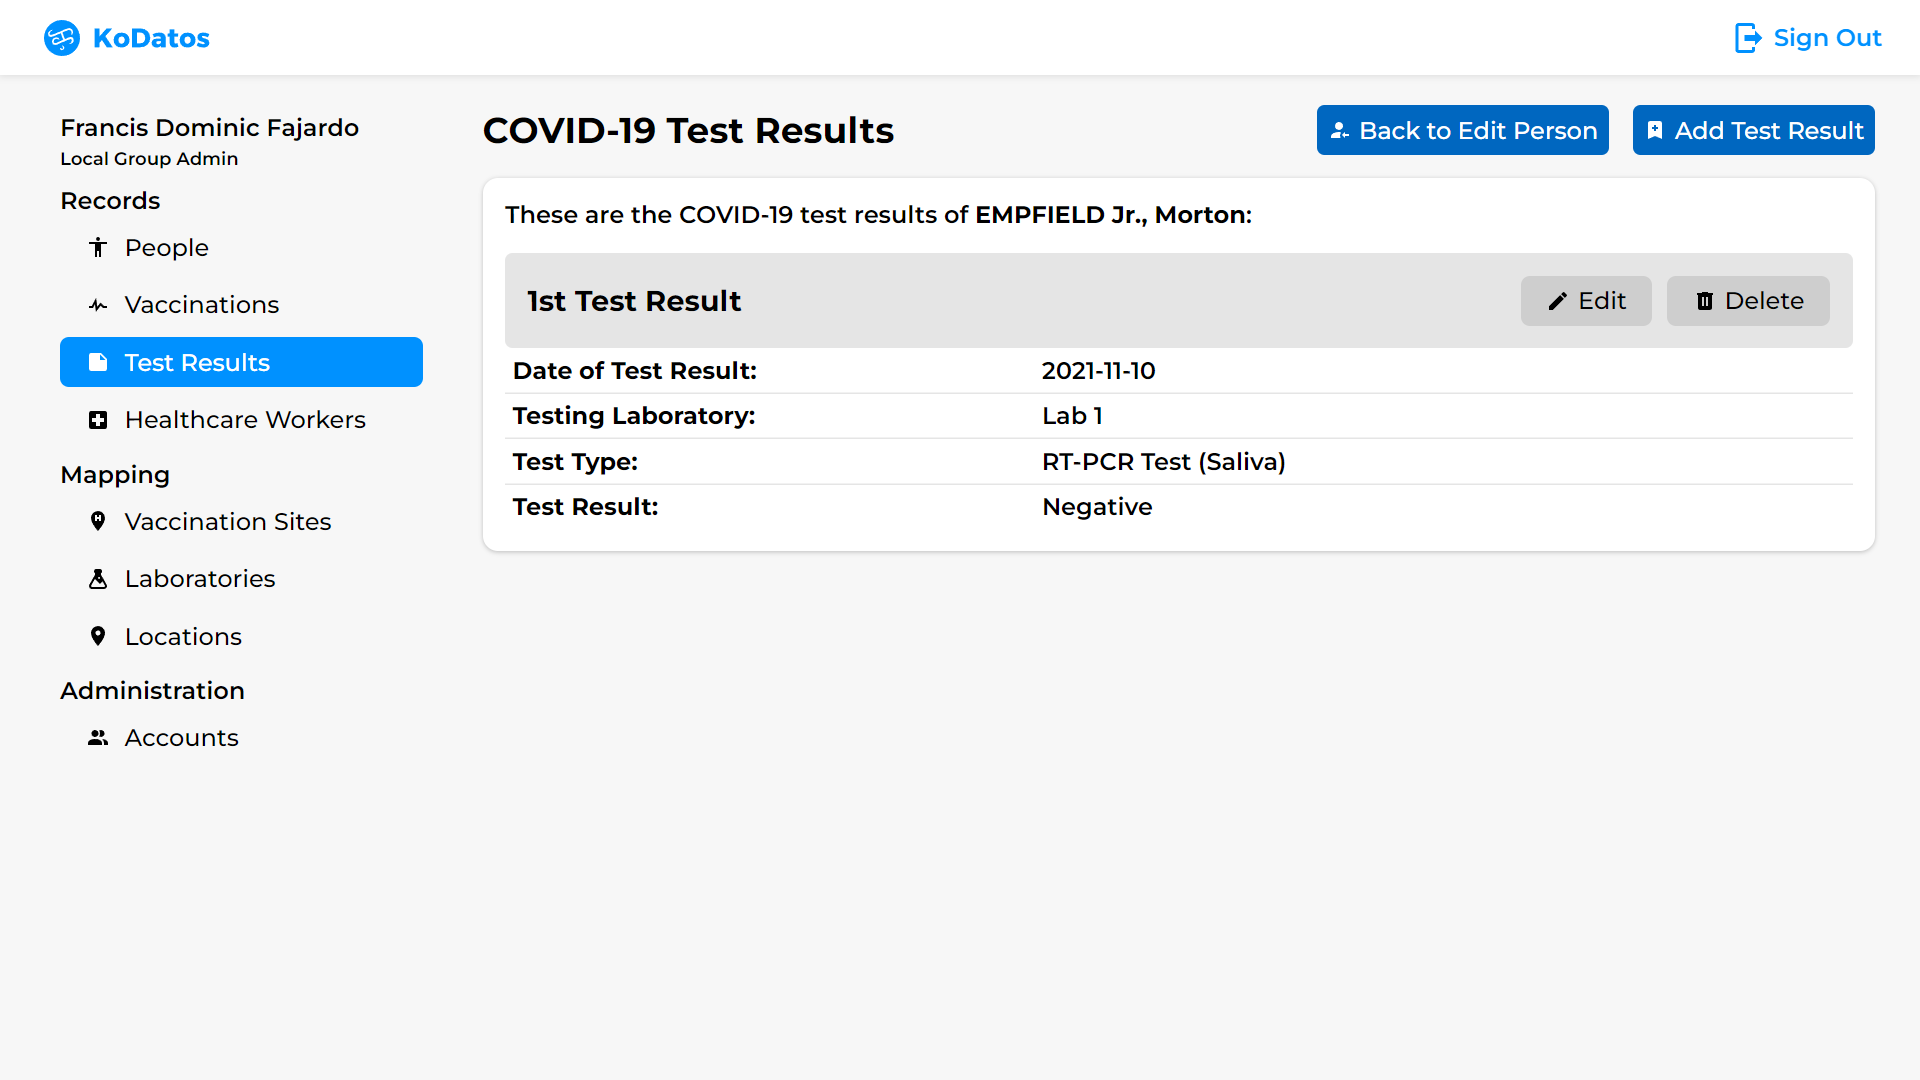 KoDatos
Sign Out
Francis Dominic Fajardo
Local Group Admin
Records
People
Vaccinations
Test Results
Healthcare Workers
Mapping
Vaccination Sites
Laboratories
Locations
Administration
Accounts
COVID-19 Test Results
Back to Edit Person
Add Test Result
These are the COVID-19 test results of EMPFIELD Jr., Morton:
1st Test Result
Edit
Delete
Date of Test Result: 2021-11-10
Testing Laboratory: Lab 1
Test Type: RT-PCR Test (Saliva)
Test Result: Negative